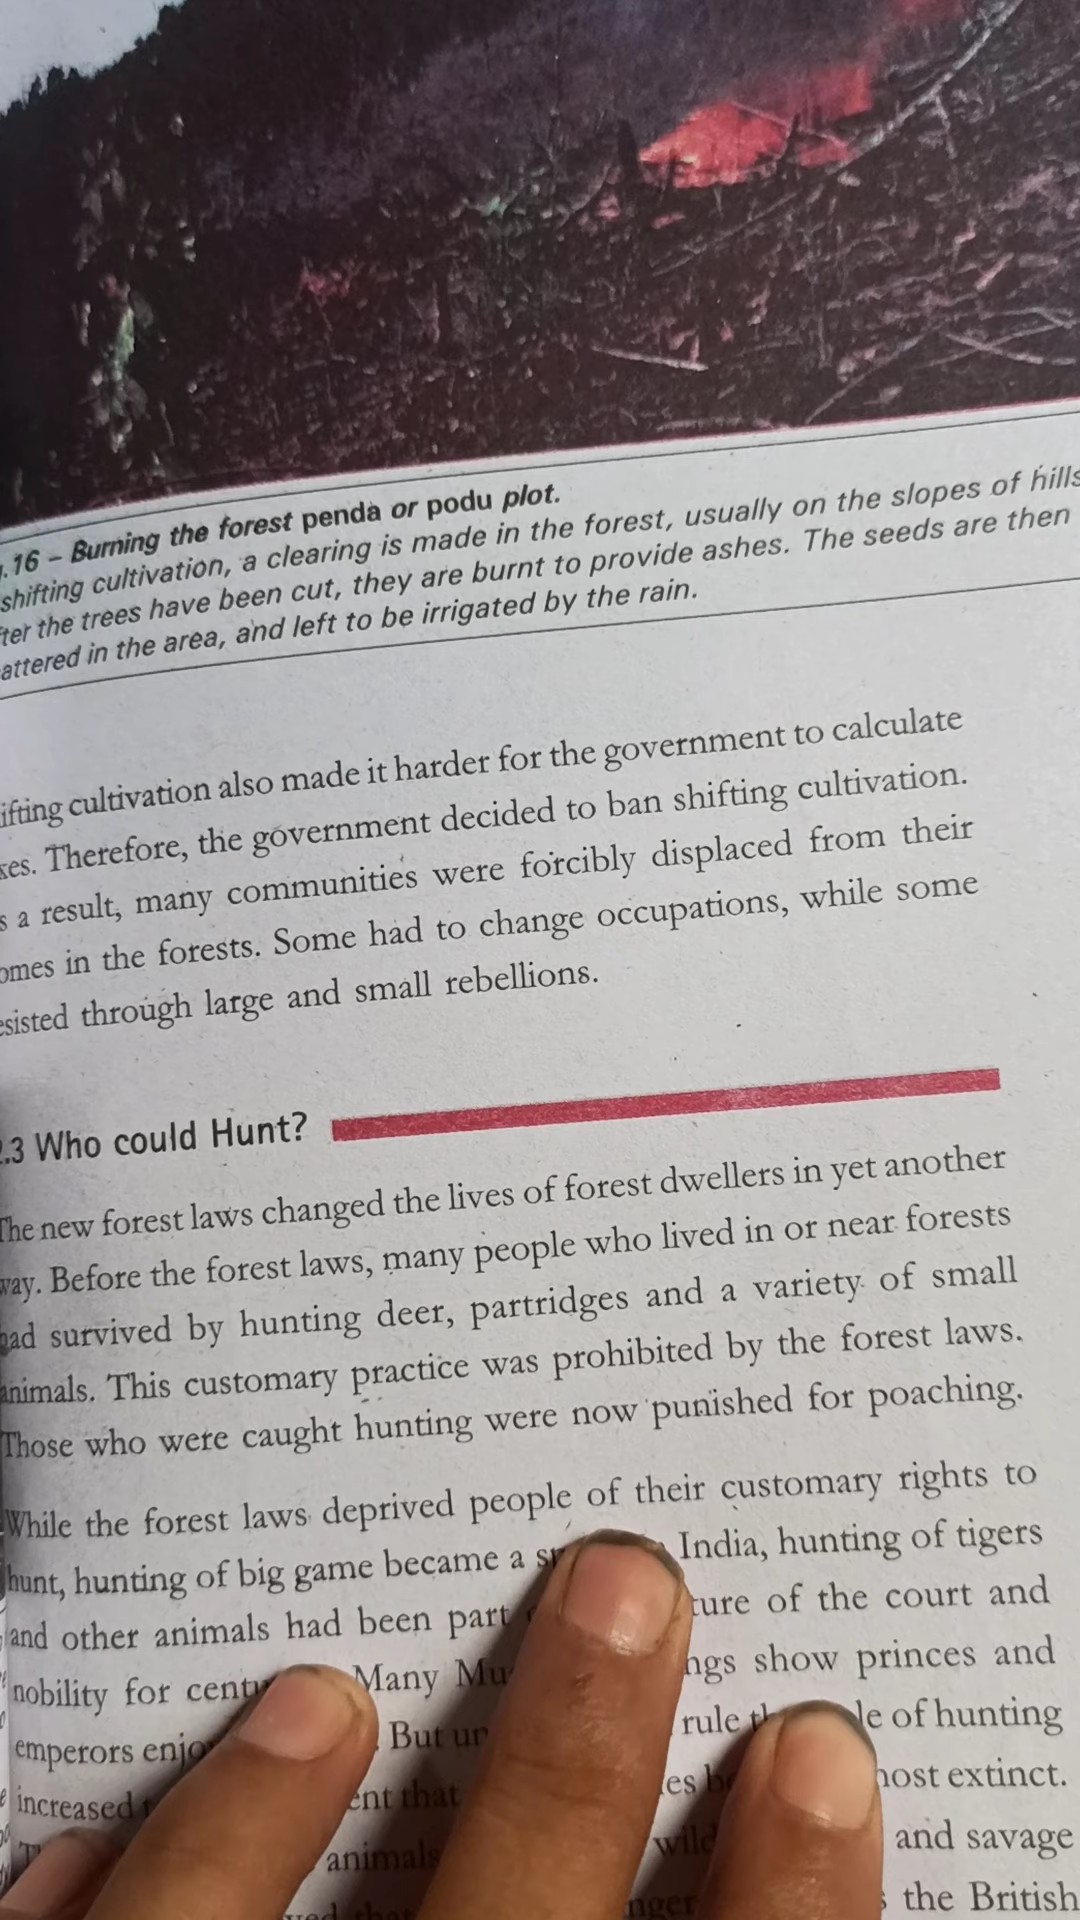 .16 – Burning the forest penda or podu plot.
shifting cultivation, a clearing is made in the forest, usually on the slopes of hills
ter the trees have been cut, they are burnt to provide ashes. The seeds are then
attered in the area, and left to be irrigated by the rain.
ifting cultivation also made it harder for the government to calculate
es. Therefore, the government decided to ban shifting cultivation.
s a result, many communities were forcibly displaced from their
omes in the forests. Some had to change occupations, while some
esisted through large and small rebellions.
.3 Who could Hunt?
The new forest laws changed the lives of forest dwellers in yet another
way. Before the forest laws, many people who lived in or near forests
had survived by hunting deer, partridges and a variety of small
animals. This customary practice was prohibited by the forest laws.
Those who were caught hunting were now punished for poaching.
While the forest laws deprived people of their customary rights to
hunt, hunting of big game became a India, hunting of tigers
and other animals had been part ture of the court and
nobility for Many show princes and
emperors But rule of hunting
increased that extinct.
animals wild and savage
the British